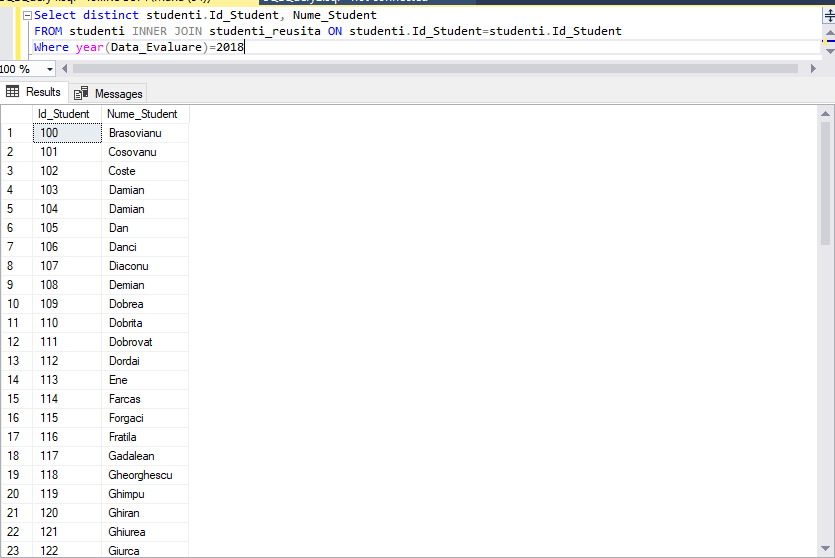 Select distinct studenti.Id_Student, Nume_Student
FROM studenti INNER JOIN studenti_reusita ON studenti.Id_Student=studenti.Id_Student
Where year(Data_Evaluare)=2018
100 %
Results Messages
Id_Student Nume_Student
1 100 Brasovianu
2 101 Cosovanu
3 102 Coste
4 103 Damian
5 104 Damian
6 105 Dan
7 106 Danci
8 107 Diaconu
9 108 Demian
10 109 Dobrea
11 110 Dobrita
12 111 Dobrovat
13 112 Dordai
14 113 Ene
15 114 Farcas
16 115 Forgaci
17 116 Fratila
18 117 Gadalean
19 118 Gheorghescu
20 119 Ghimpu
21 120 Ghiran
22 121 Ghiurea
23 122 Giurca